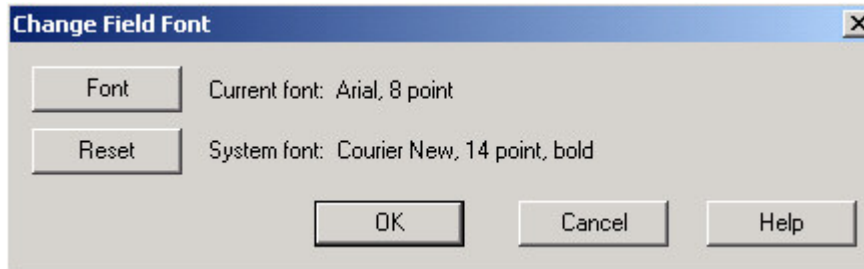 Change Field Font
Font Current font: Arial, 8 point
Reset System font: Courier New, 14 point, bold
OK Cancel Help